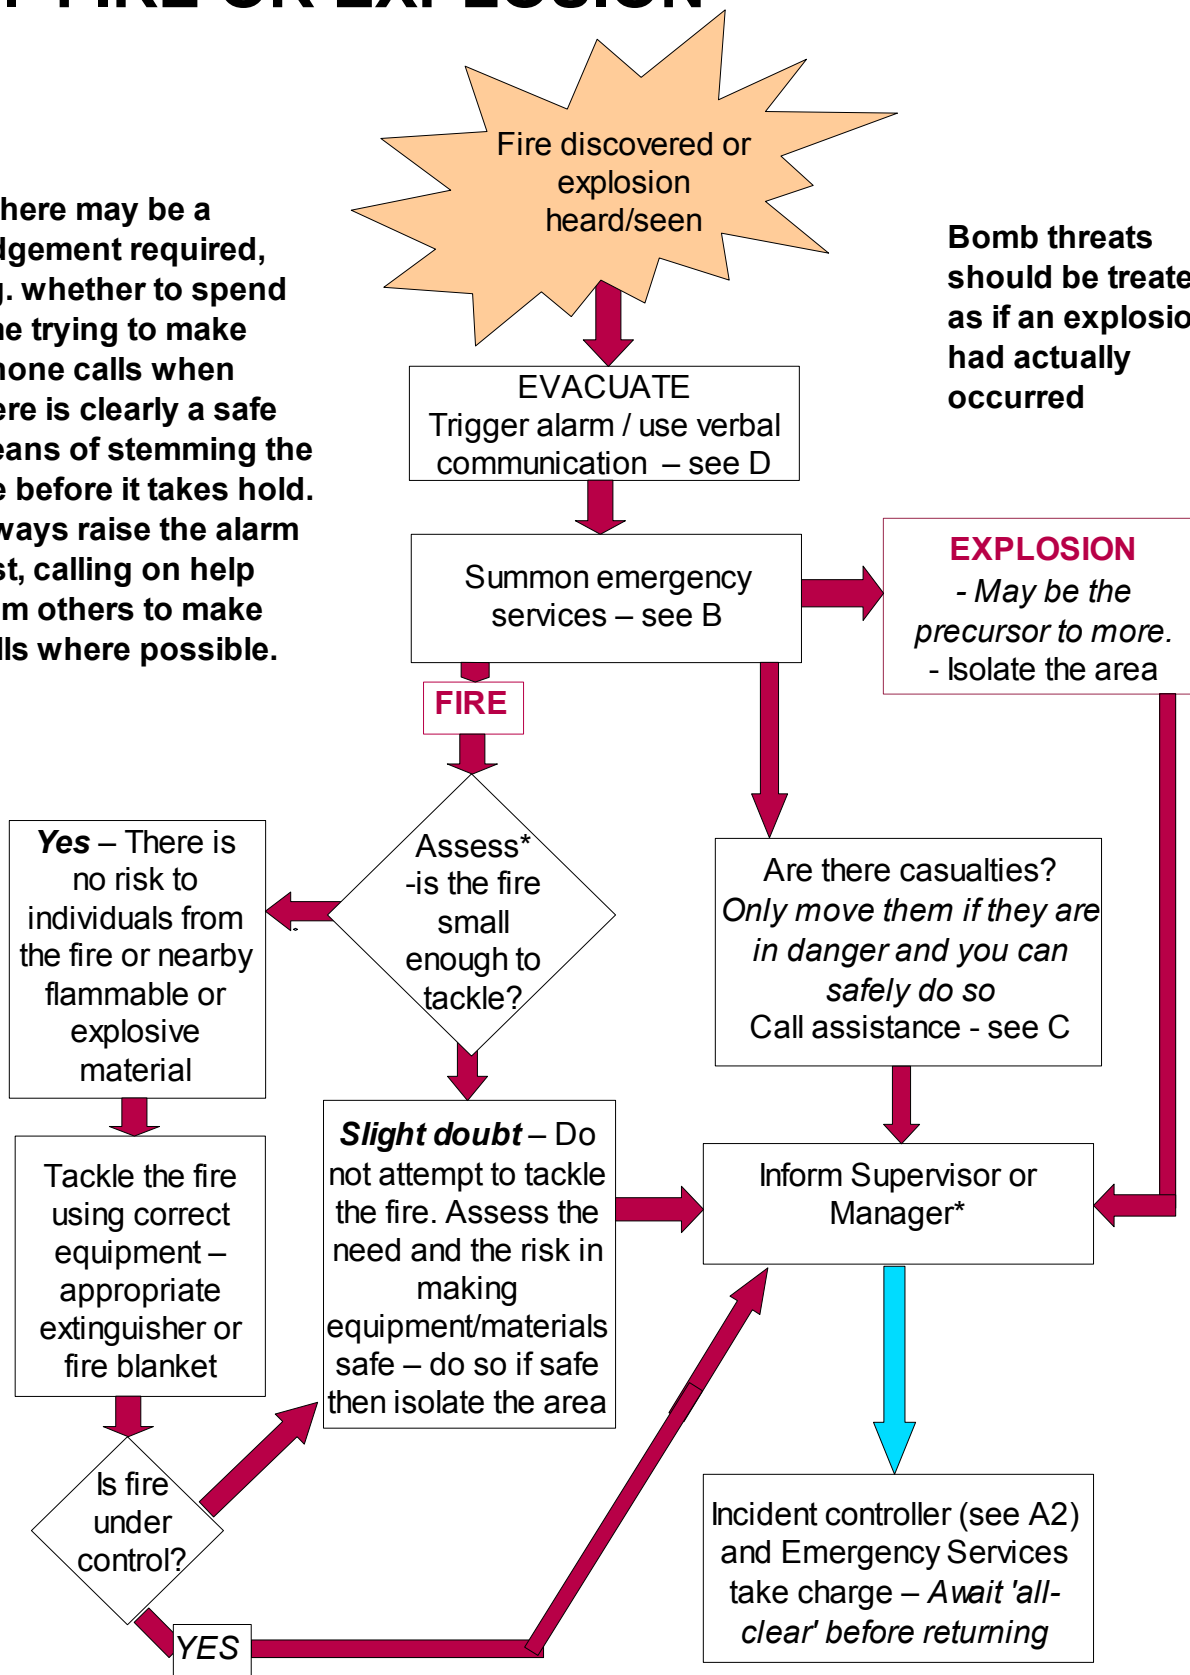 FIRE OR EXPLOSION
Fire discovered or
explosion
heard/seen
here may be a
dgement required,
g. whether to spend
me trying to make
hone calls when
ere is clearly a safe
eans of stemming the
e before it takes hold.
ways raise the alarm
st, calling on help
om others to make
lls where possible.
Bomb threats
should be treate
as if an explosio
had actually
occurred
EVACUATE
Trigger alarm / use verbal
communication – see D
Summon emergency
services – see B
EXPLOSION
- May be the
precursor to more.
- Isolate the area
FIRE
Assess*
-is the fire
small
enough to
tackle?
Yes – There is
no risk to
individuals from
the fire or nearby
flammable or
explosive
material
Are there casualties?
Only move them if they are
in danger and you can
safely do so
Call assistance - see C
Tackle the fire
using correct
equipment –
appropriate
extinguisher or
fire blanket
Slight doubt – Do
not attempt to tackle
the fire. Assess the
need and the risk in
making
equipment/materials
safe – do so if safe
then isolate the area
Inform Supervisor or
Manager*
Is fire
under
control?
YES
Incident controller (see A2)
and Emergency Services
take charge – Await 'all-
clear' before returning